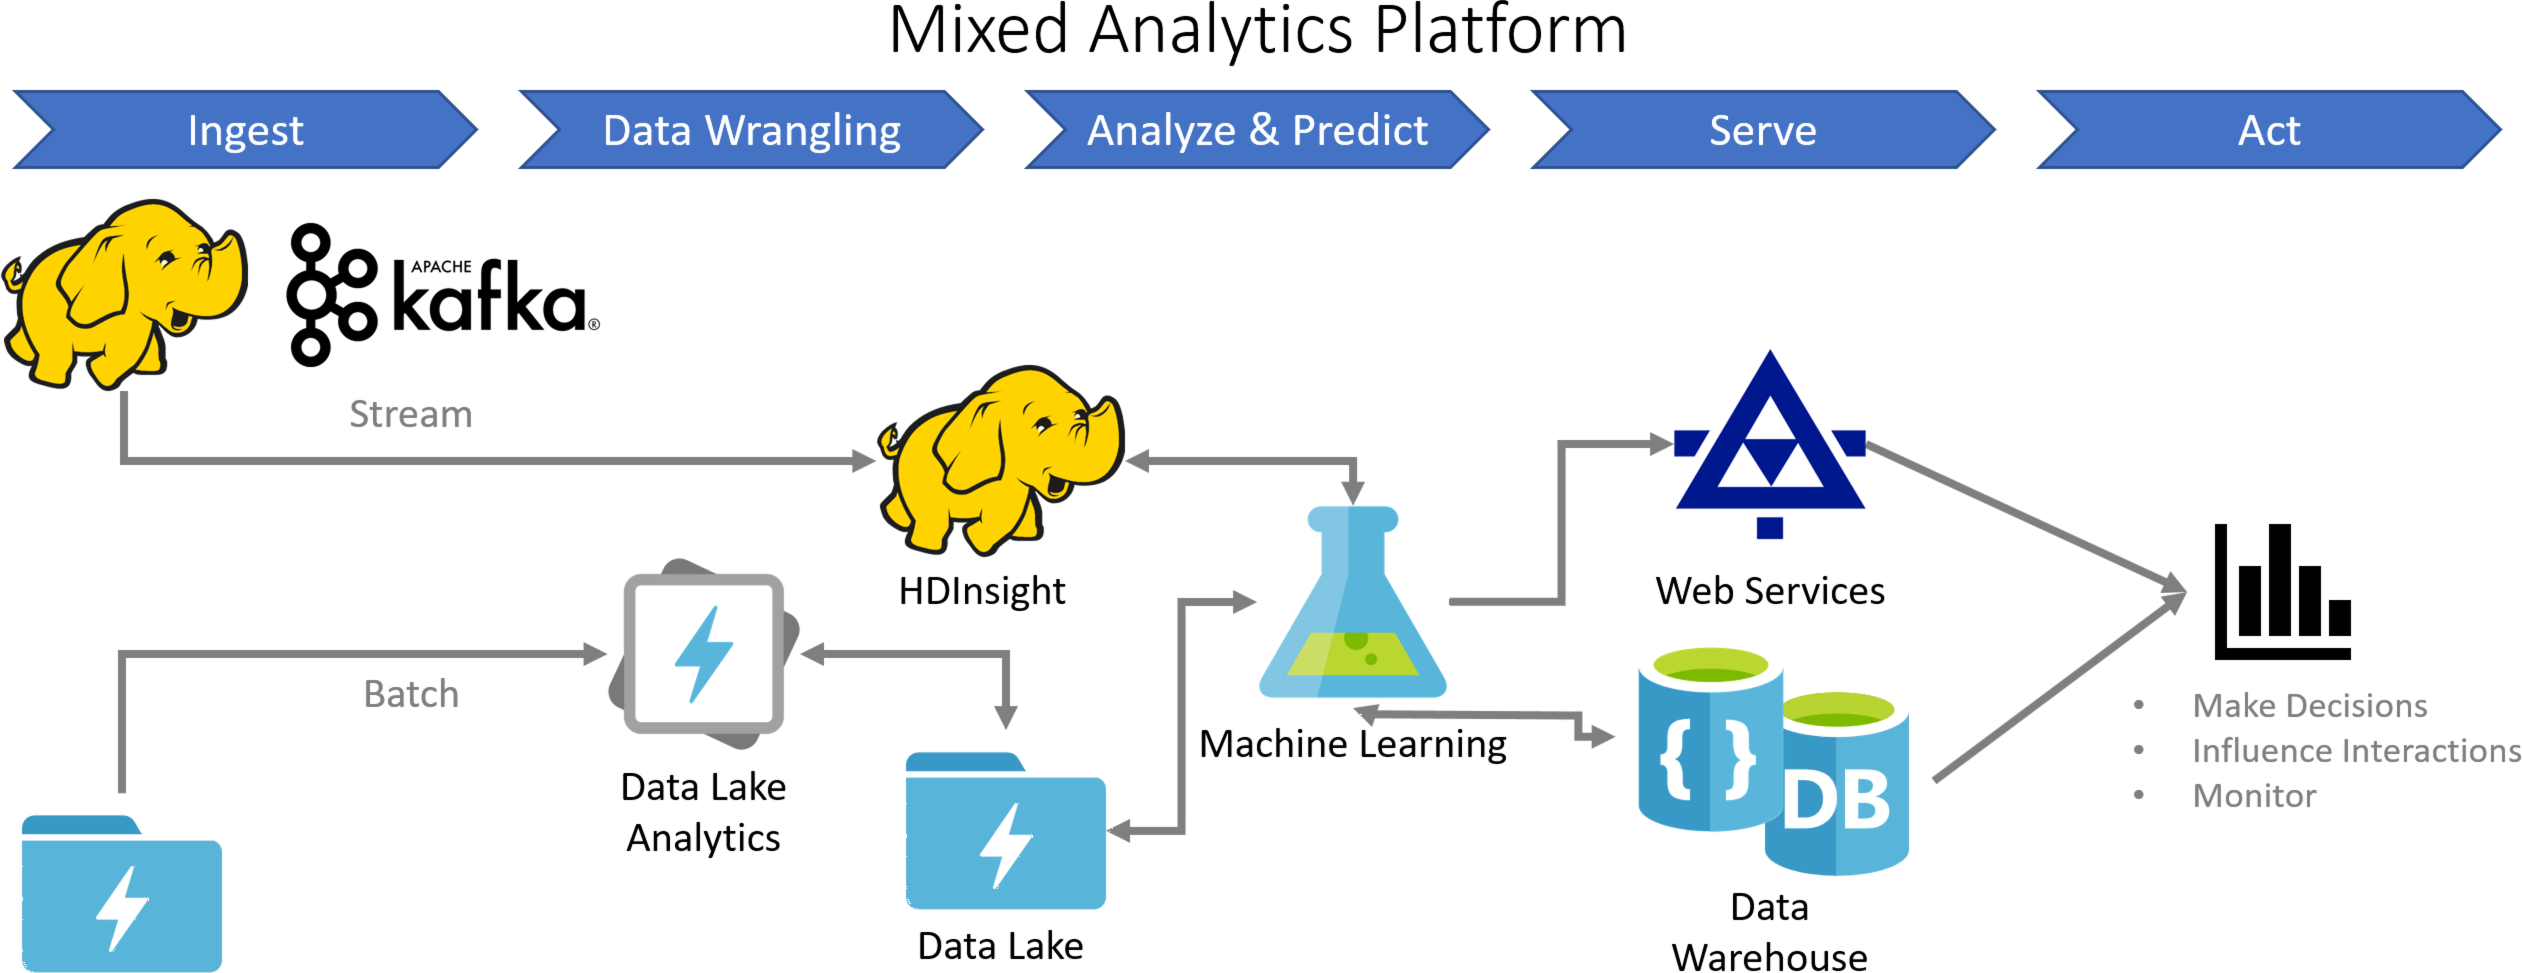 Mixed Analytics Platform
Ingest
Data Wrangling
Analyze & Predict
Serve
Act
APACHE
kafka®
Stream
HDInsight
Web Services
Batch
Data Lake
Analytics
Machine Learning
{ }
DB
• Make Decisions
• Influence Interactions
• Monitor
Data Lake
Data
Warehouse